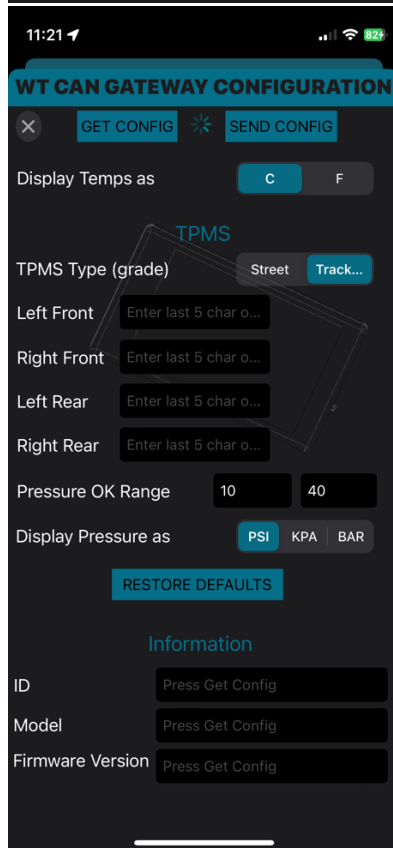 11:21 82
WT CAN GATEWAY CONFIGURATION
GET CONFIG SEND CONFIG
Display Temps as C F
TPMS
TPMS Type (grade) Street Track...
Left Front Enter last 5 char o...
Right Front Enter last 5 char o...
Left Rear Enter last 5 char o...
Right Rear Enter last 5 char o...
Pressure OK Range 10 40
Display Pressure as PSI KPA BAR
RESTORE DEFAULTS
Information
ID Press Get Config
Model Press Get Config
Firmware Version Press Get Config